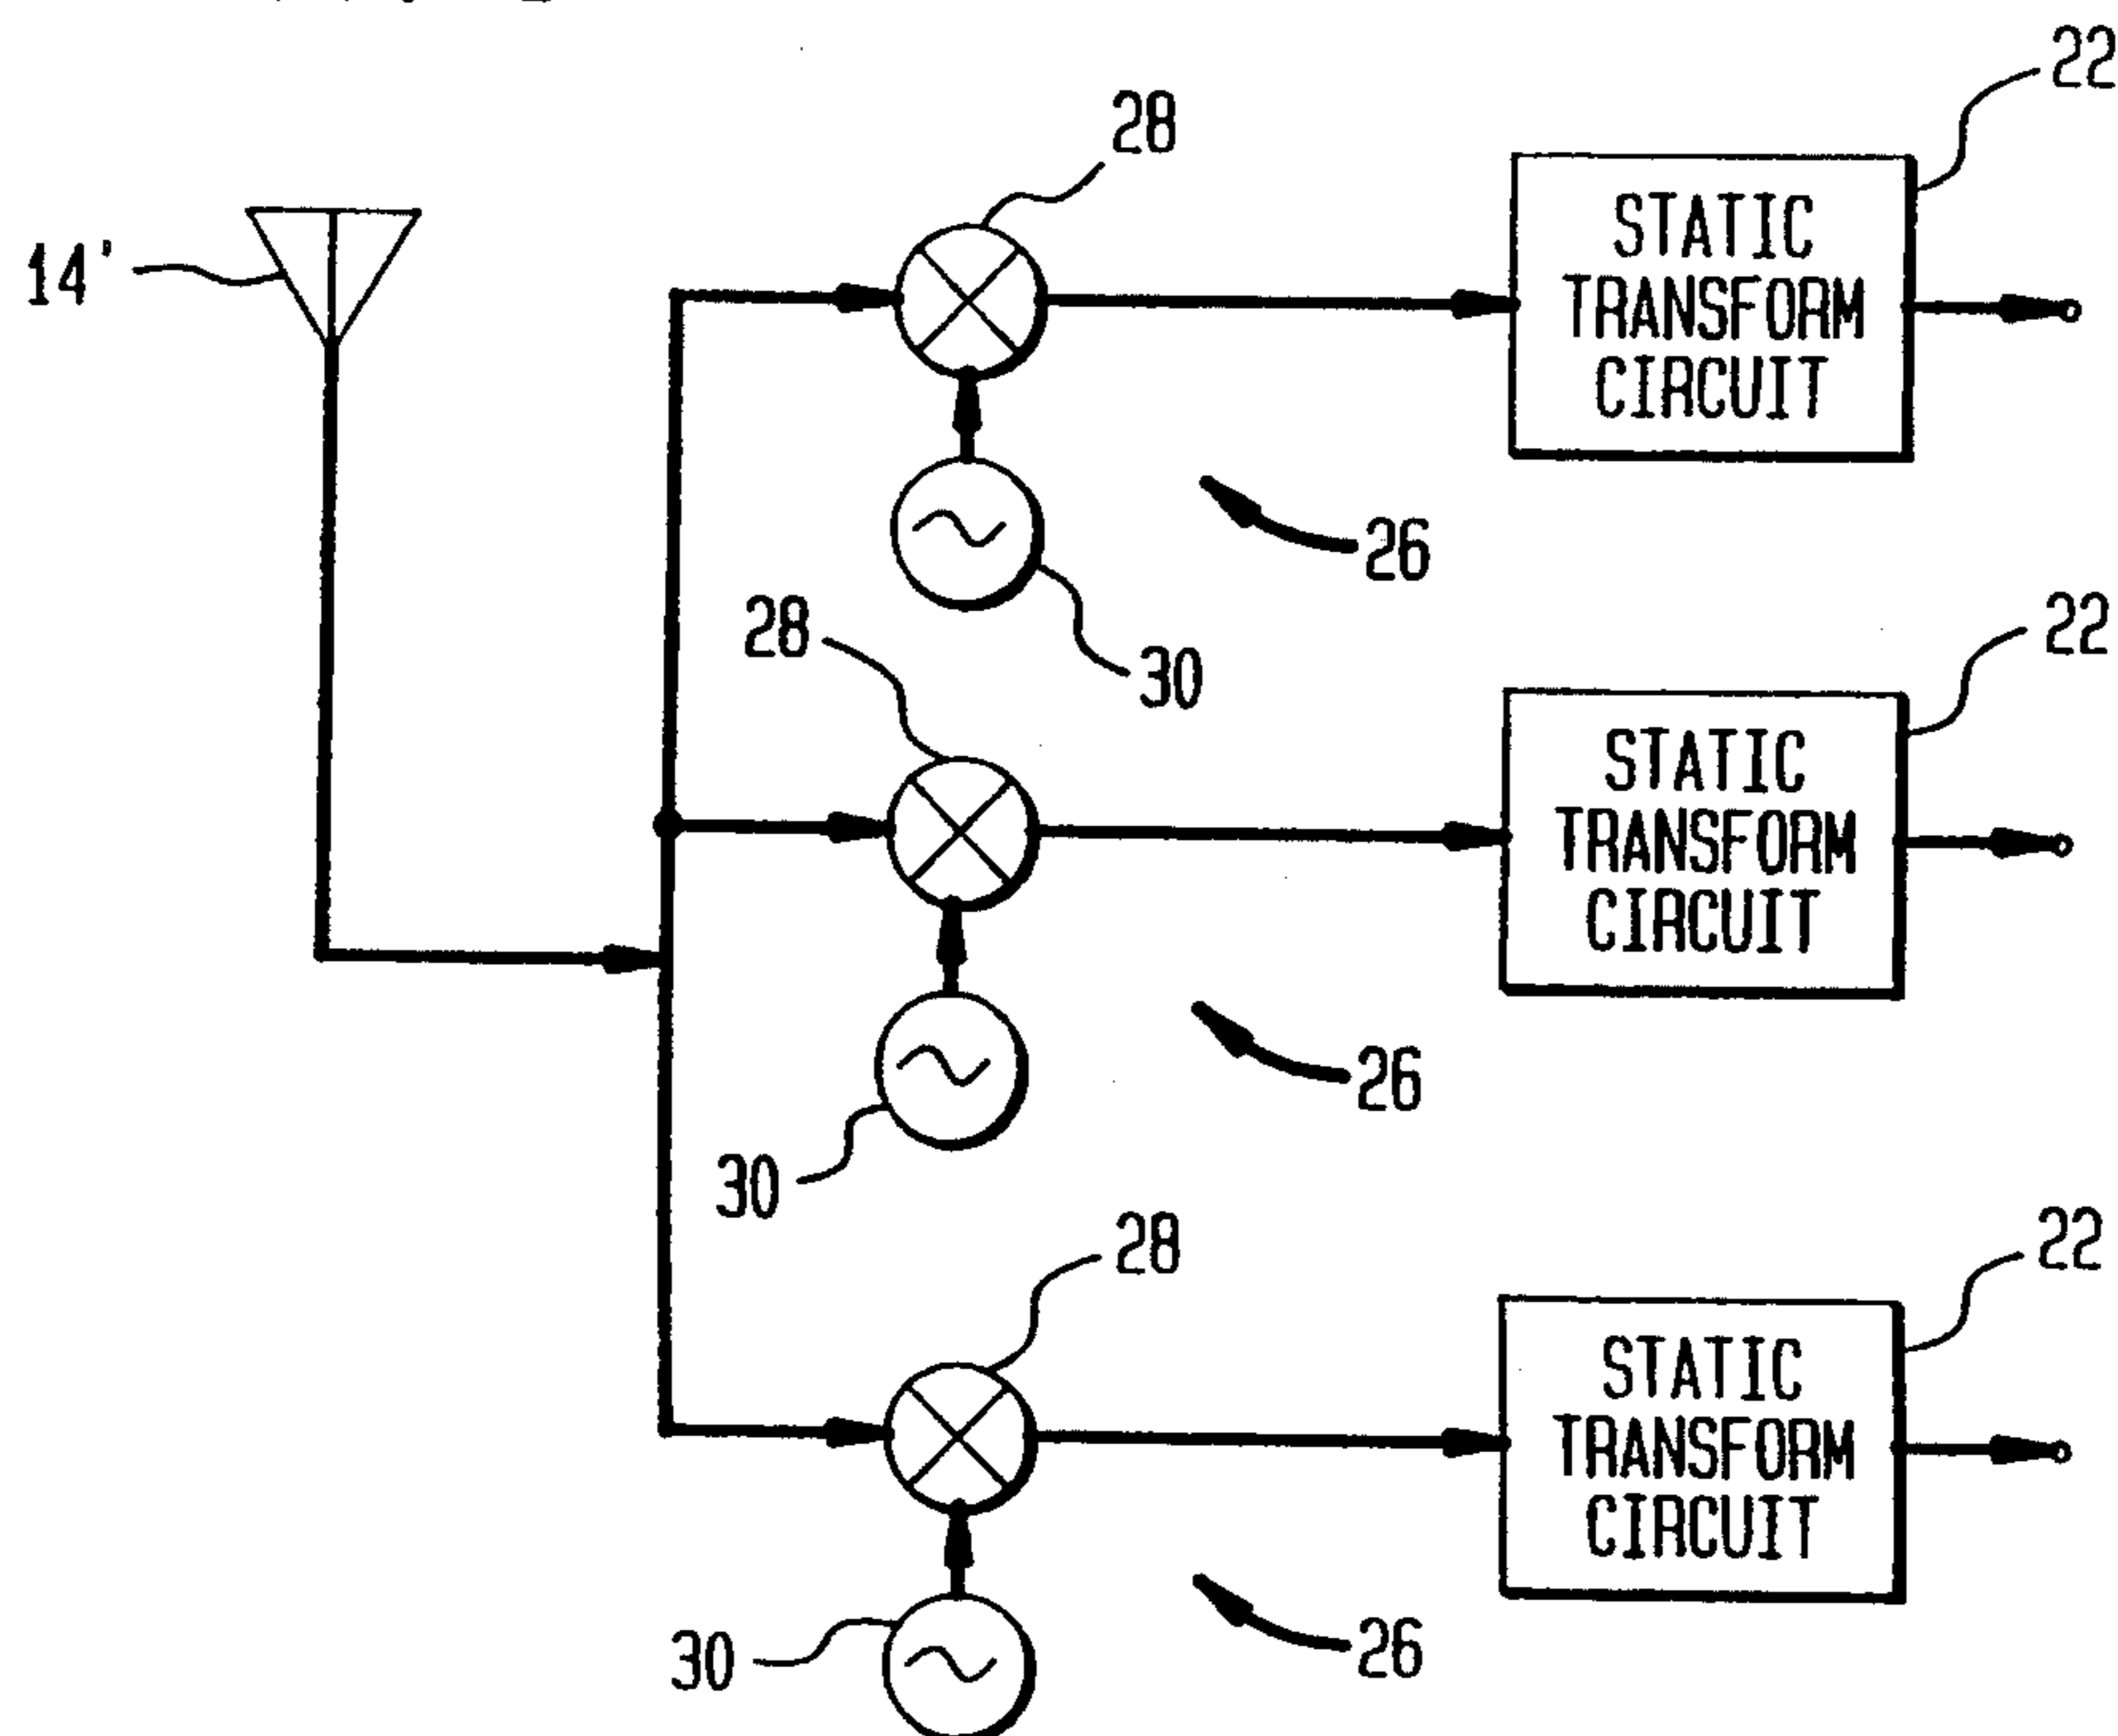 22
28
STATIC
TRANSFORM
CIRCUIT
14'
26
28
30
22
STATIC
TRANSFORM
CIRCUIT
26
30
28
22
STATIC
TRANSFORM
CIRCUIT
30
26